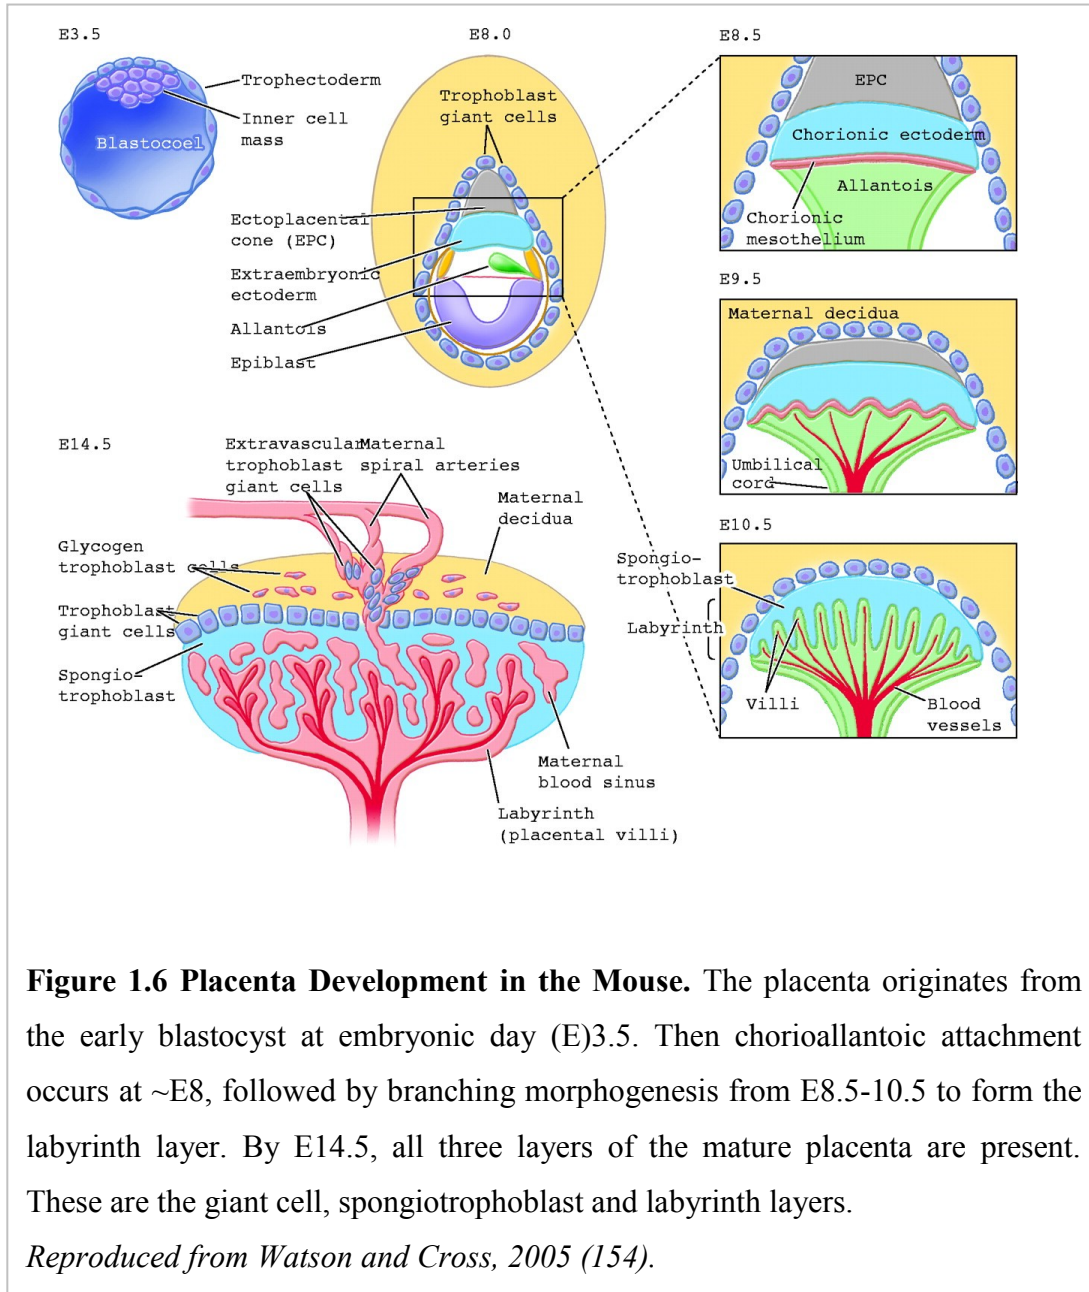 E3.5
Trophectoderm
Inner cell
mass
Blastocoel
E8.0
Trophoblast
giant cells
Ectoplacental
cone (EPC)
Extraembryonic
ectoderm
Allantois
Epiblast
E8.5
EPC
Chorionic ectoderm
Allantois
Chorionic
mesothelium
E9.5
Maternal decidua
Umbilical
cord
E10.5
Spongio-
trophoblast
Labyrinth
Villi
Blood
vessels
E14.5
Extravascular
trophoblast
giant cells
Maternal
spiral arteries
Maternal
decidua
Glycogen
trophoblast cells
Trophoblast
giant cells
Spongio-
trophoblast
Maternal
blood sinus
Labyrinth
(placental villi)
Figure 1.6 Placenta Development in the Mouse. The placenta originates from
the early blastocyst at embryonic day (E)3.5. Then chorioallantoic attachment
occurs at ~E8, followed by branching morphogenesis from E8.5-10.5 to form the
labyrinth layer. By E14.5, all three layers of the mature placenta are present.
These are the giant cell, spongiotrophoblast and labyrinth layers.
Reproduced from Watson and Cross, 2005 (154).